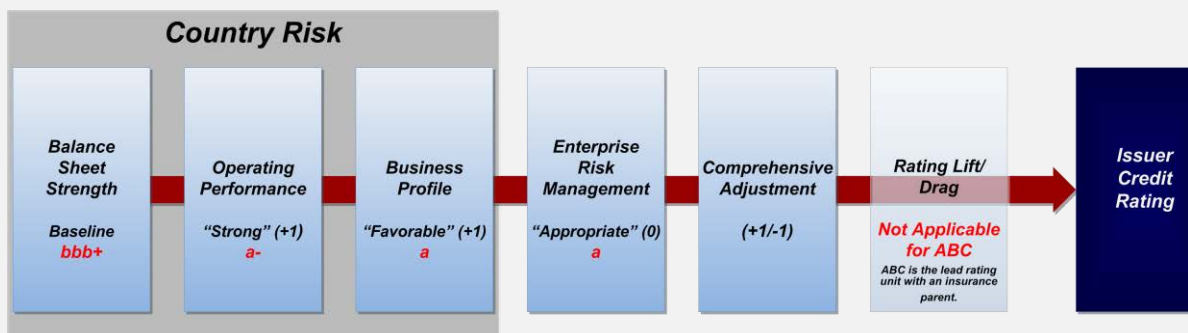 Country Risk
Balance
Sheet
Strength
Baseline
bbb+
Operating
Performance
“Strong” (+1)
a-
Business
Profile
“Favorable” (+1)
a
Enterprise
Risk
Management
“Appropriate” (0)
a
Comprehensive
Adjustment
(+1/-1)
Rating Lift/
Drag
Not Applicable
for ABC
ABC is the lead rating
unit with an insurance
parent.
Issuer
Credit
Rating